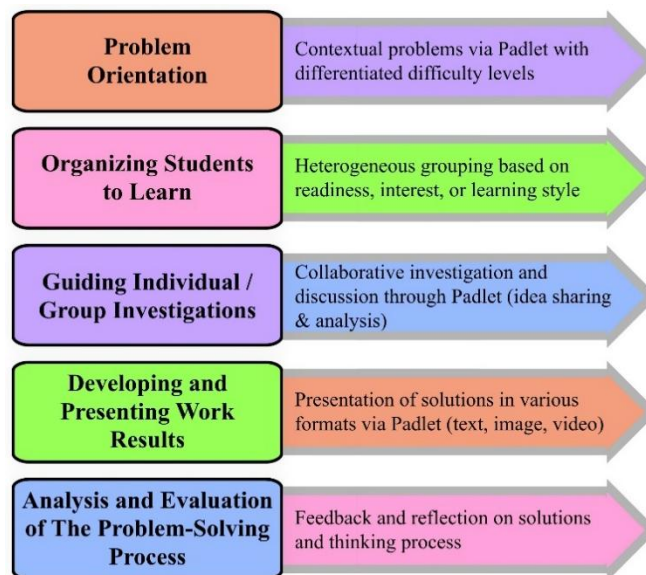 Problem
Orientation
Contextual problems via Padlet with
differentiated difficulty levels
Organizing Students
to Learn
Heterogeneous grouping based on
readiness, interest, or learning style
Guiding Individual /
Group Investigations
Collaborative investigation and
discussion through Padlet (idea sharing
& analysis)
Developing and
Presenting Work
Results
Presentation of solutions in various
formats via Padlet (text, image, video)
Analysis and Evaluation
of The Problem-Solving
Process
Feedback and reflection on solutions
and thinking process